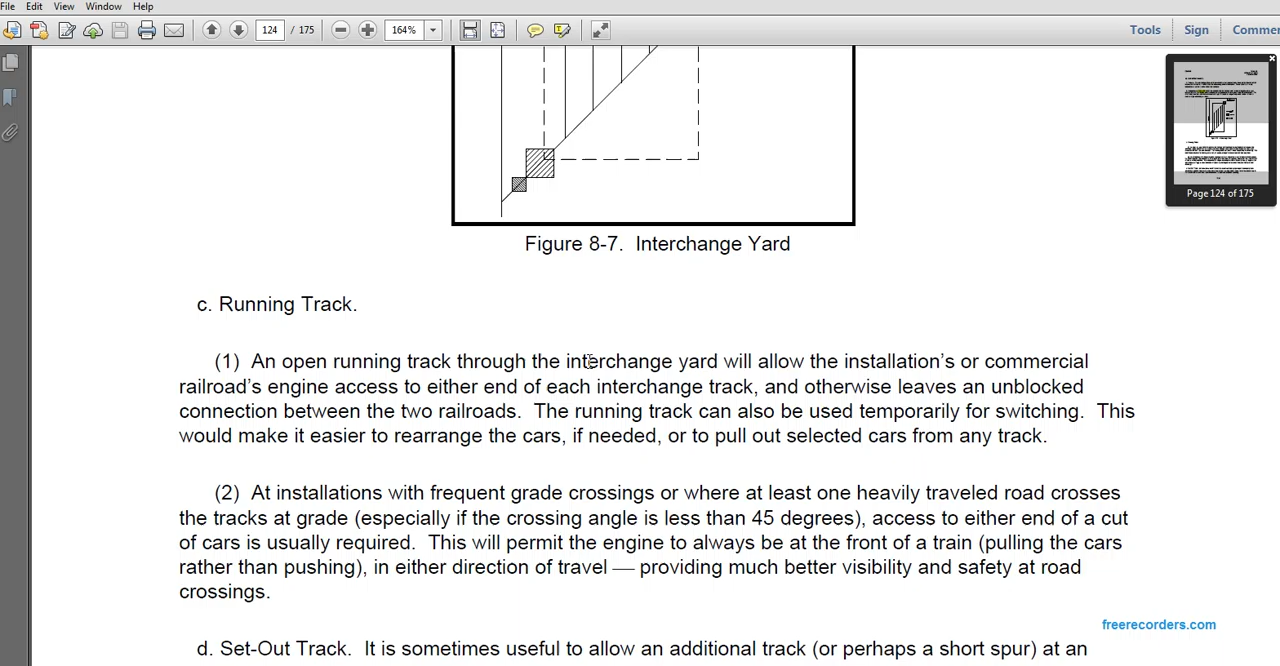 File Edit View Window Help
124 / 175 164% Tools Sign Commer
Page 124 of 175
Figure 8-7. Interchange Yard
c. Running Track.
(1) An open running track through the interchange yard will allow the installation's or commercial
railroad's engine access to either end of each interchange track, and otherwise leaves an unblocked
connection between the two railroads. The running track can also be used temporarily for switching. This
would make it easier to rearrange the cars, if needed, or to pull out selected cars from any track.
(2) At installations with frequent grade crossings or where at least one heavily traveled road crosses
the tracks at grade (especially if the crossing angle is less than 45 degrees), access to either end of a cut
of cars is usually required. This will permit the engine to always be at the front of a train (pulling the cars
rather than pushing), in either direction of travel — providing much better visibility and safety at road
crossings.
freerecorders.com
d. Set-Out Track. It is sometimes useful to allow an additional track (or perhaps a short spur) at an